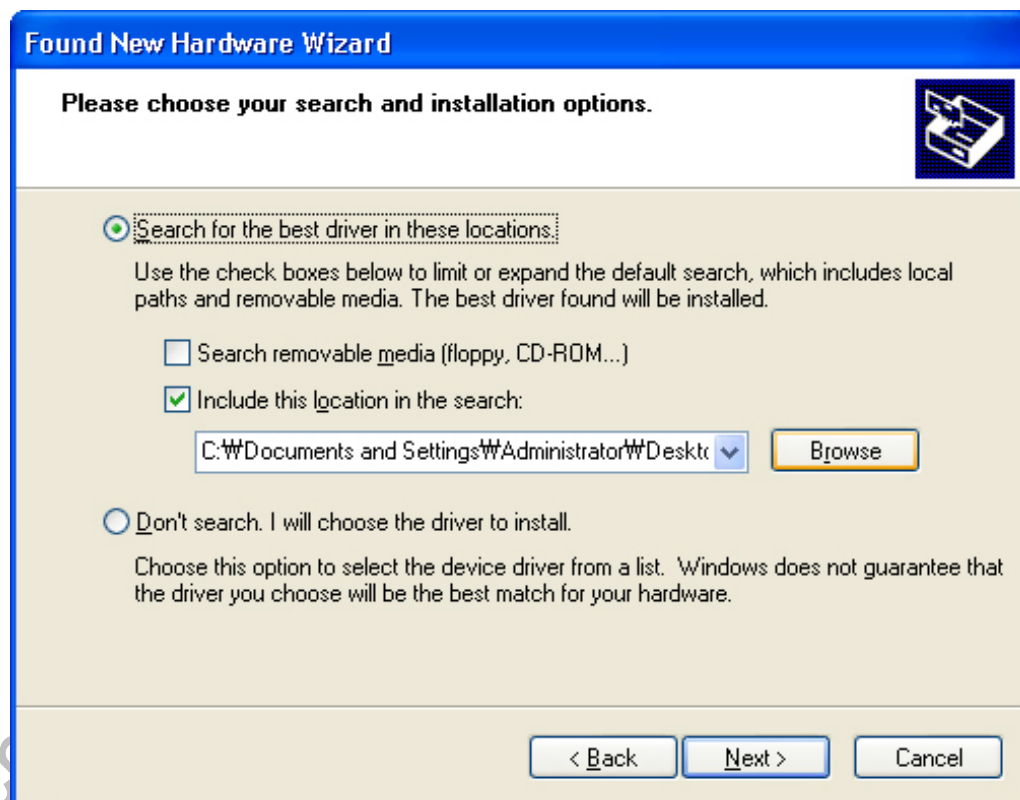 Found New Hardware Wizard
Please choose your search and installation options.
Search for the best driver in these locations.
Use the check boxes below to limit or expand the default search, which includes local
paths and removable media. The best driver found will be installed.
Search removable media (floppy, CD-ROM...)
Include this location in the search:
C:₩Documents and Settings₩Administrator₩Deskto
Browse
Don't search. I will choose the driver to install.
Choose this option to select the device driver from a list. Windows does not guarantee that
the driver you choose will be the best match for your hardware.
< Back
Next >
Cancel